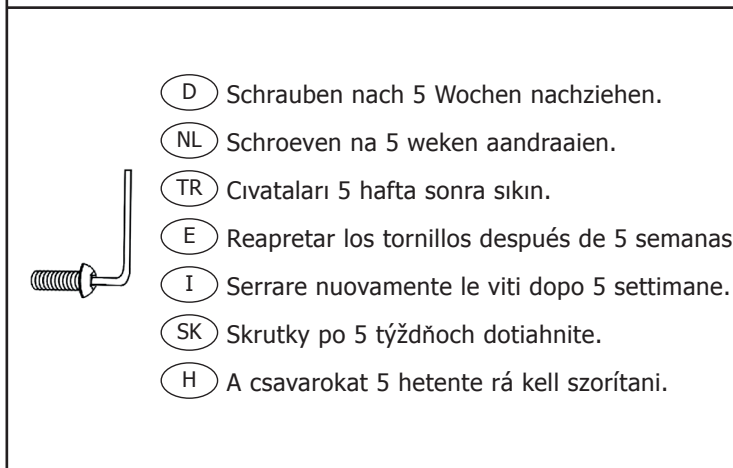 D Schrauben nach 5 Wochen nachziehen.
NL Schroeven na 5 weken aandraaien.
TR Cıvataları 5 hafta sonra sıkın.
E Reapretar los tornillos después de 5 semanas
I Serrare nuovamente le viti dopo 5 settimane.
SK Skrutky po 5 týždňoch dotiahnite.
H A csavarokat 5 hetente rá kell szorítani.